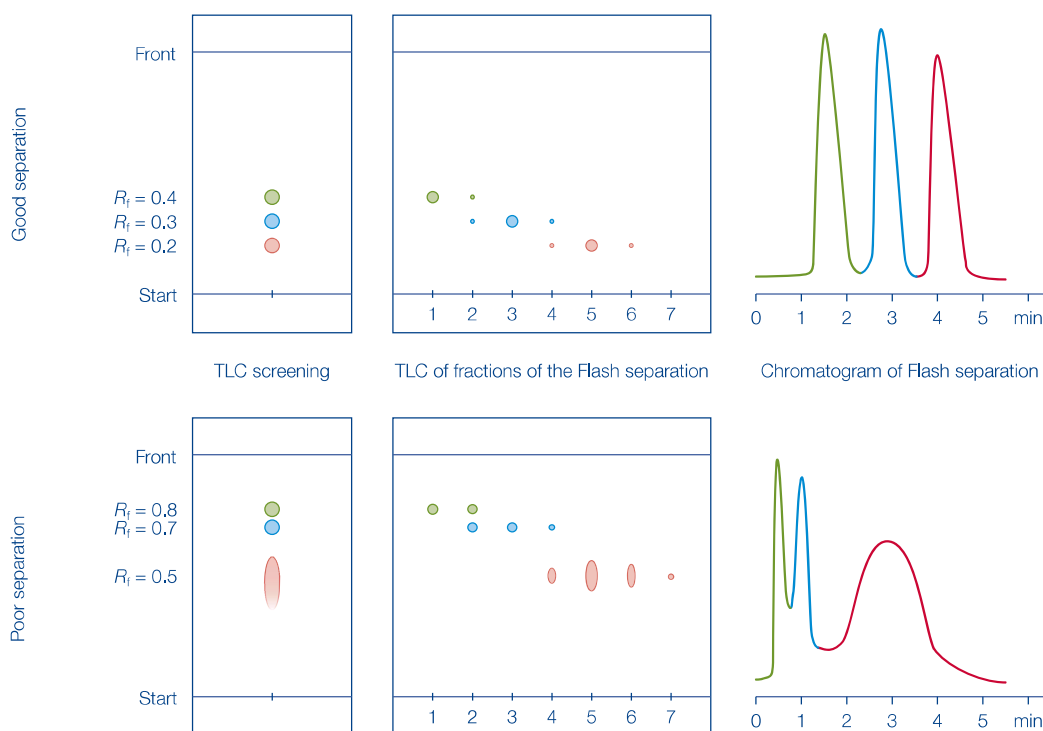 Good separation
Front
Rf = 0.4
Rf = 0.3
Rf = 0.2
Start
1 2 3 4 5 6 7
0 1 2 3 4 5 min
TLC screening
TLC of fractions of the Flash separation
Chromatogram of Flash separation
Poor separation
Front
Rf = 0.8
Rf = 0.7
Rf = 0.5
Start
1 2 3 4 5 6 7
0 1 2 3 4 5 min